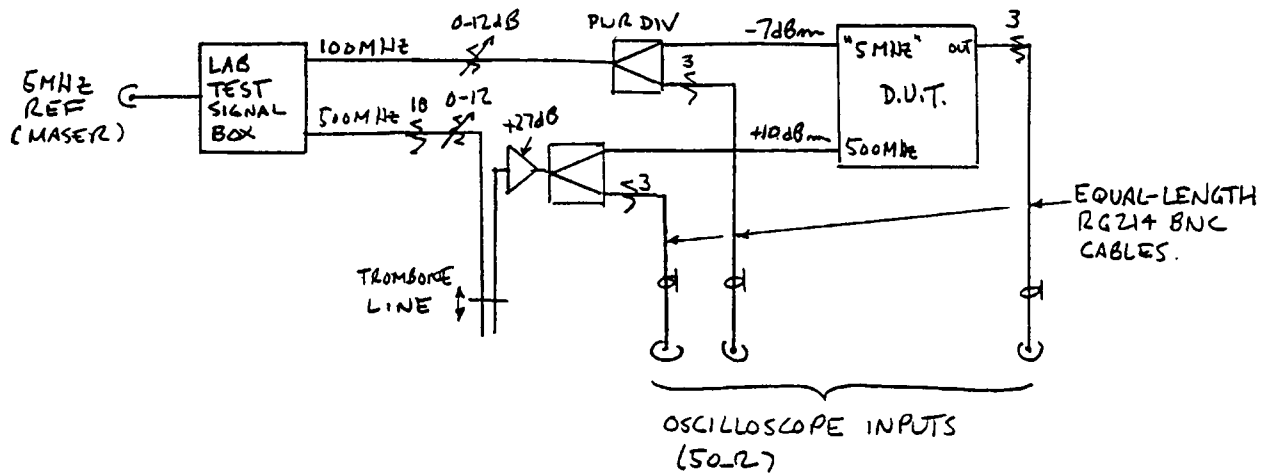 5MHz
REF
(MASER)
LAB
TEST
SIGNAL
BOX
100MHz
0-12dB
500MHz
10
0-12
+27dB
PWR DIV
3
-7dBm
"5MHz"
OUT
D.U.T.
500MHz
+10dBm
3
3
TROMBONE
LINE
EQUAL-LENGTH
RG214 BNC
CABLES.
OSCILLOSCOPE INPUTS
(50Ω)